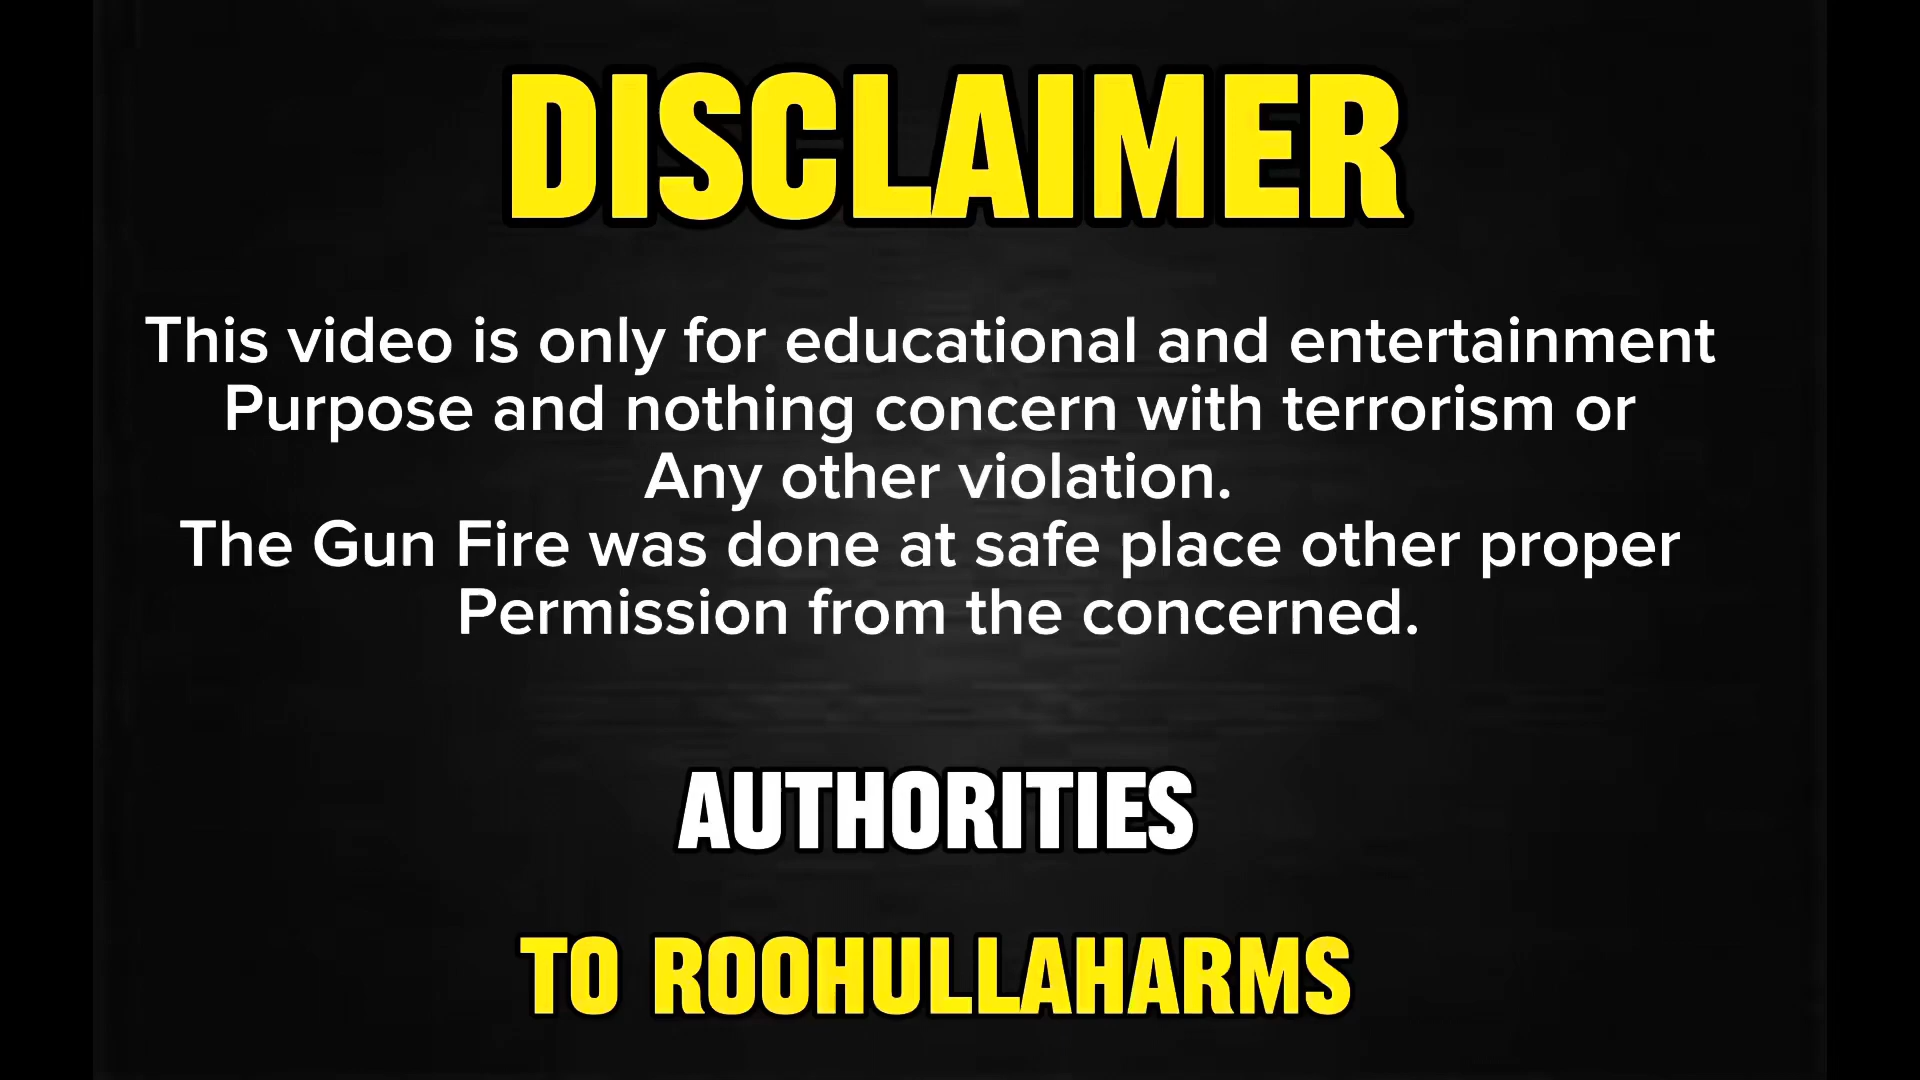 DISCLAIMER
This video is only for educational and entertainment
Purpose and nothing concern with terrorism or
Any other violation.
The Gun Fire was done at safe place other proper
Permission from the concerned.
AUTHORITIES
TO ROOHULLAHARMS